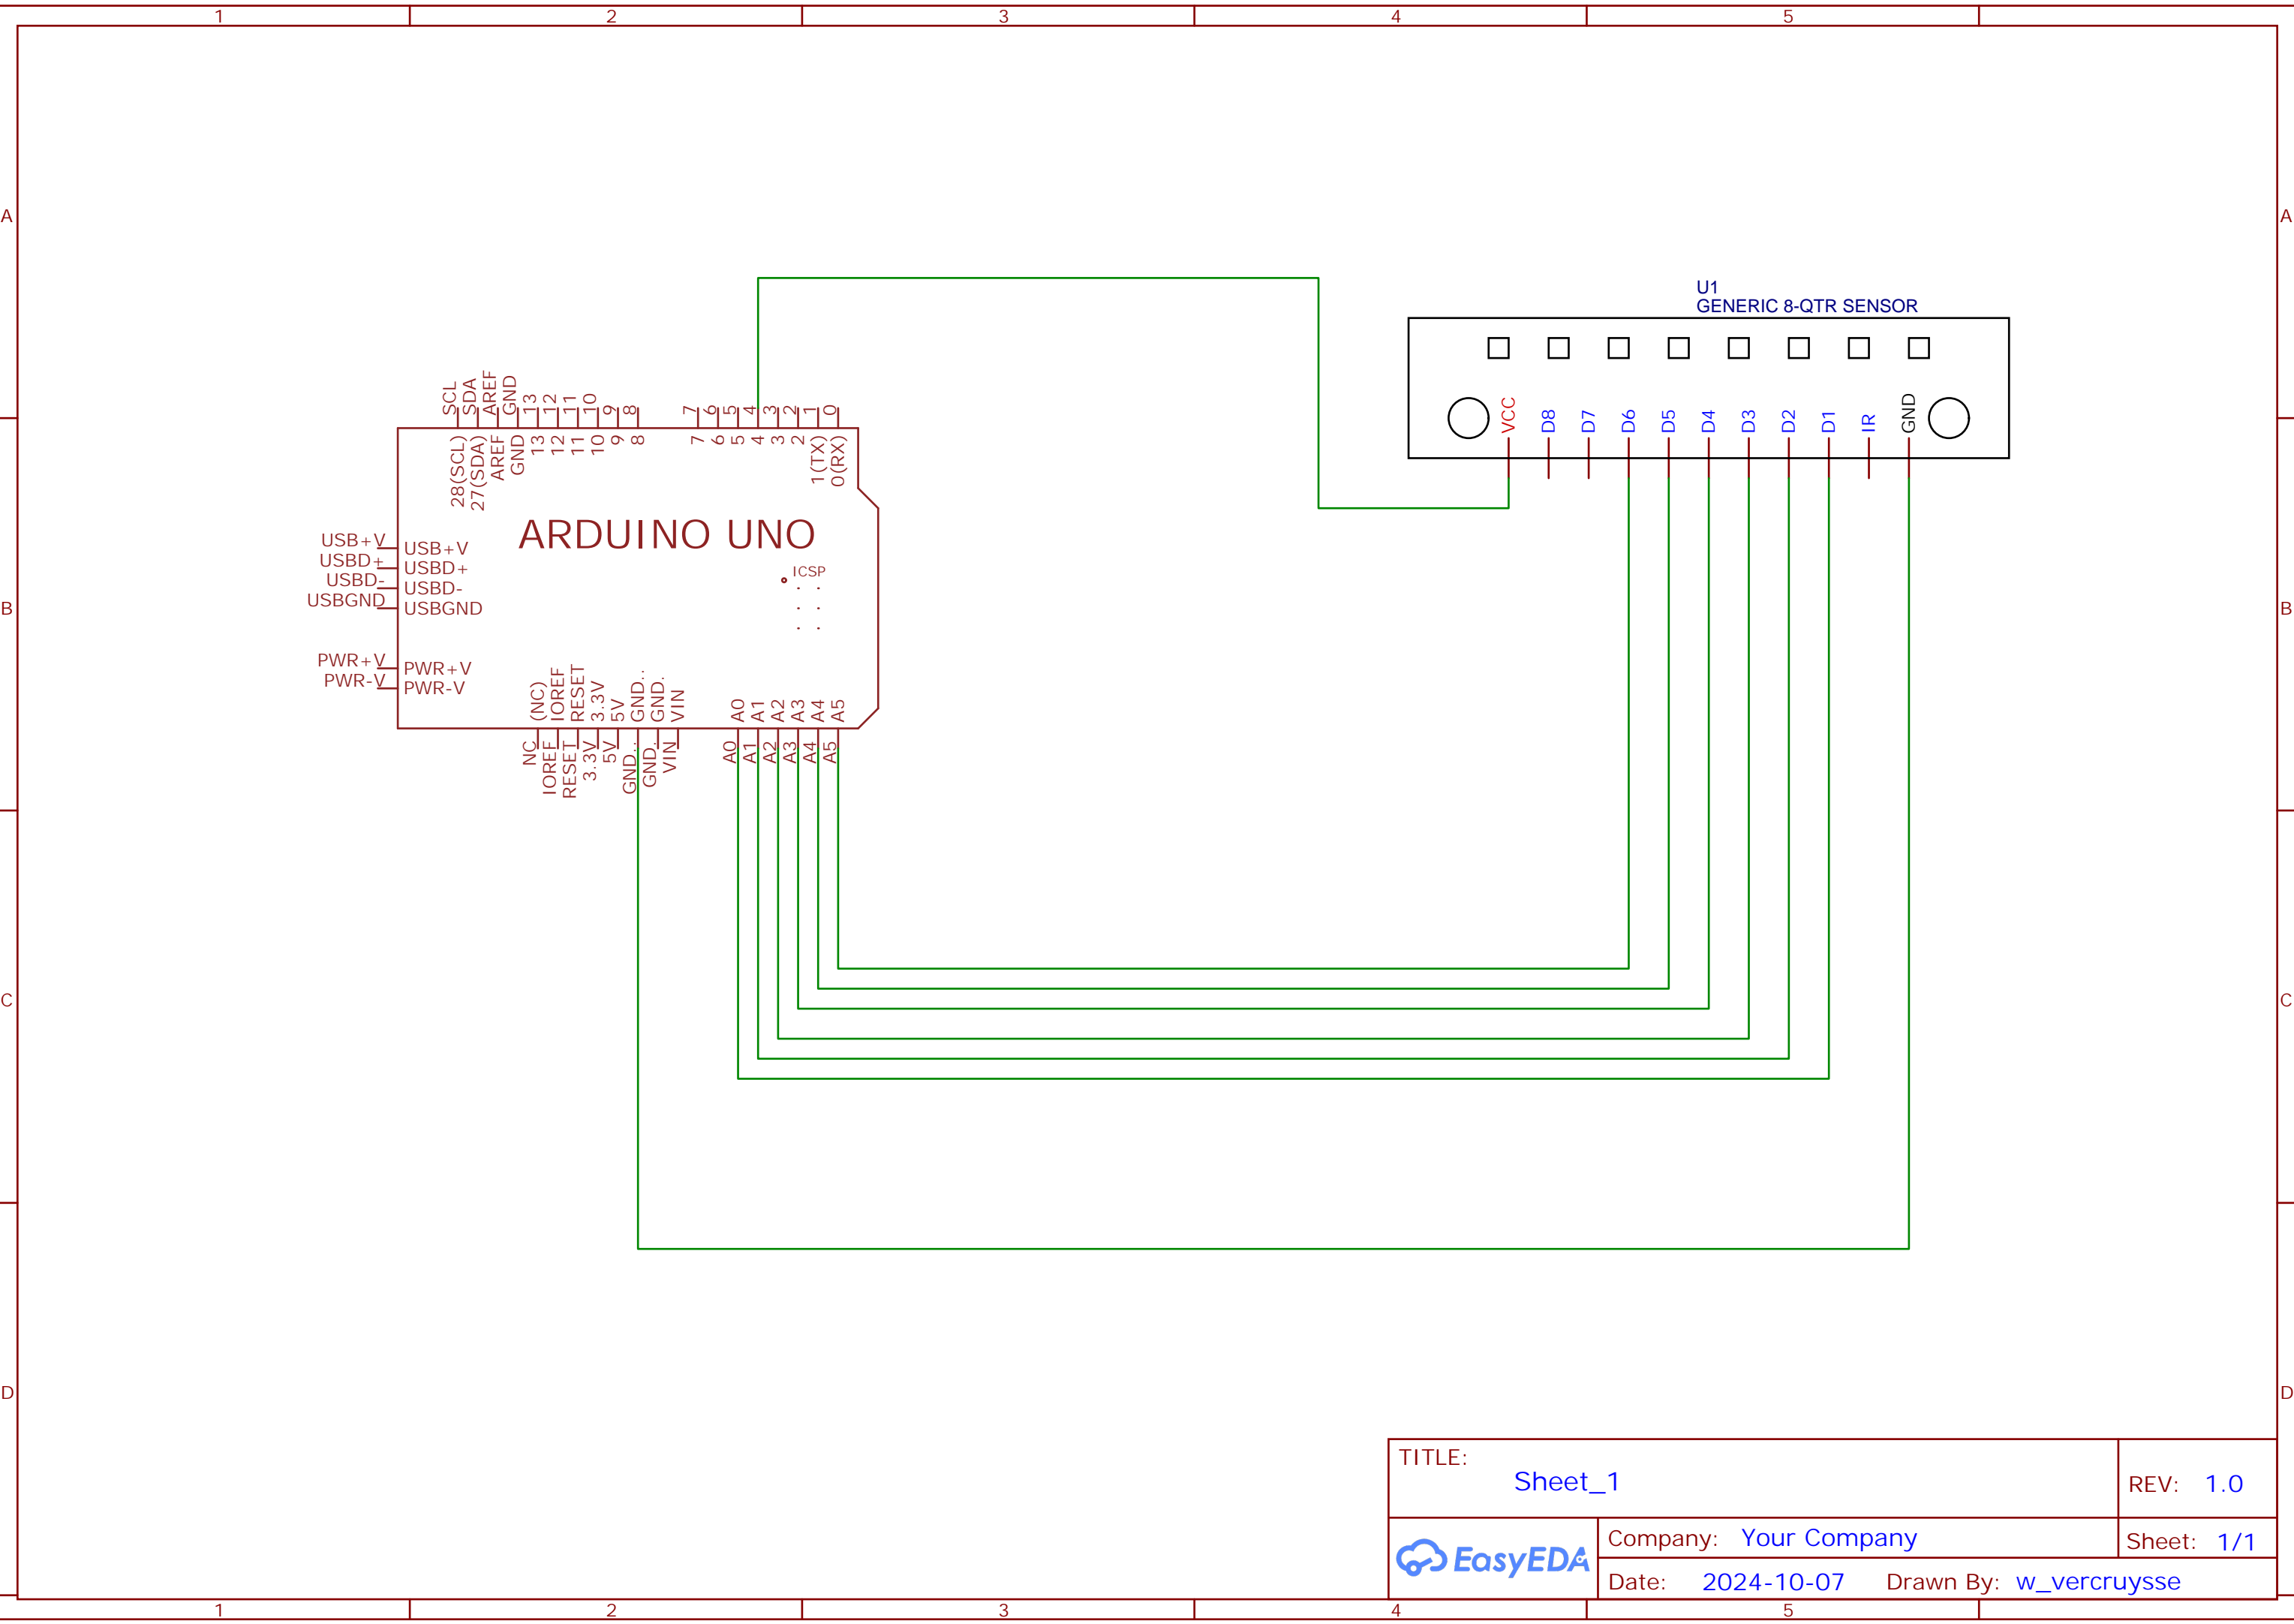 1 2 3 4 5
A A
U1
GENERIC 8-QTR SENSOR
VCC D8 D7 D6 D5 D4 D3 D2 D1 IR GND
SCL SDA AREF GND 13 12 11 10 9 8 7 6 5 4 3 2 1 0
28(SCL) 27(SDA) AREF GND 13 12 11 10 9 8 7 6 5 4 3 2 1(TX) 0(RX)
ARDUINO UNO
USB+V USB+V
USBD+ USBD+
USBD- USBD-
USBGND USBGND
ICSP
B B
PWR+V PWR+V
PWR-V PWR-V
(NC) IOREF RESET 3.3V 5V GND.. GND. VIN A0 A1 A2 A3 A4 A5
NC IOREF RESET 3.3V 5V GND.. GND. VIN A0 A1 A2 A3 A4 A5
C C
D D
TITLE:
Sheet_1
REV: 1.0
EasyEDA
Company: Your Company
Sheet: 1/1
Date: 2024-10-07 Drawn By: w_vercruysse
1 2 3 4 5